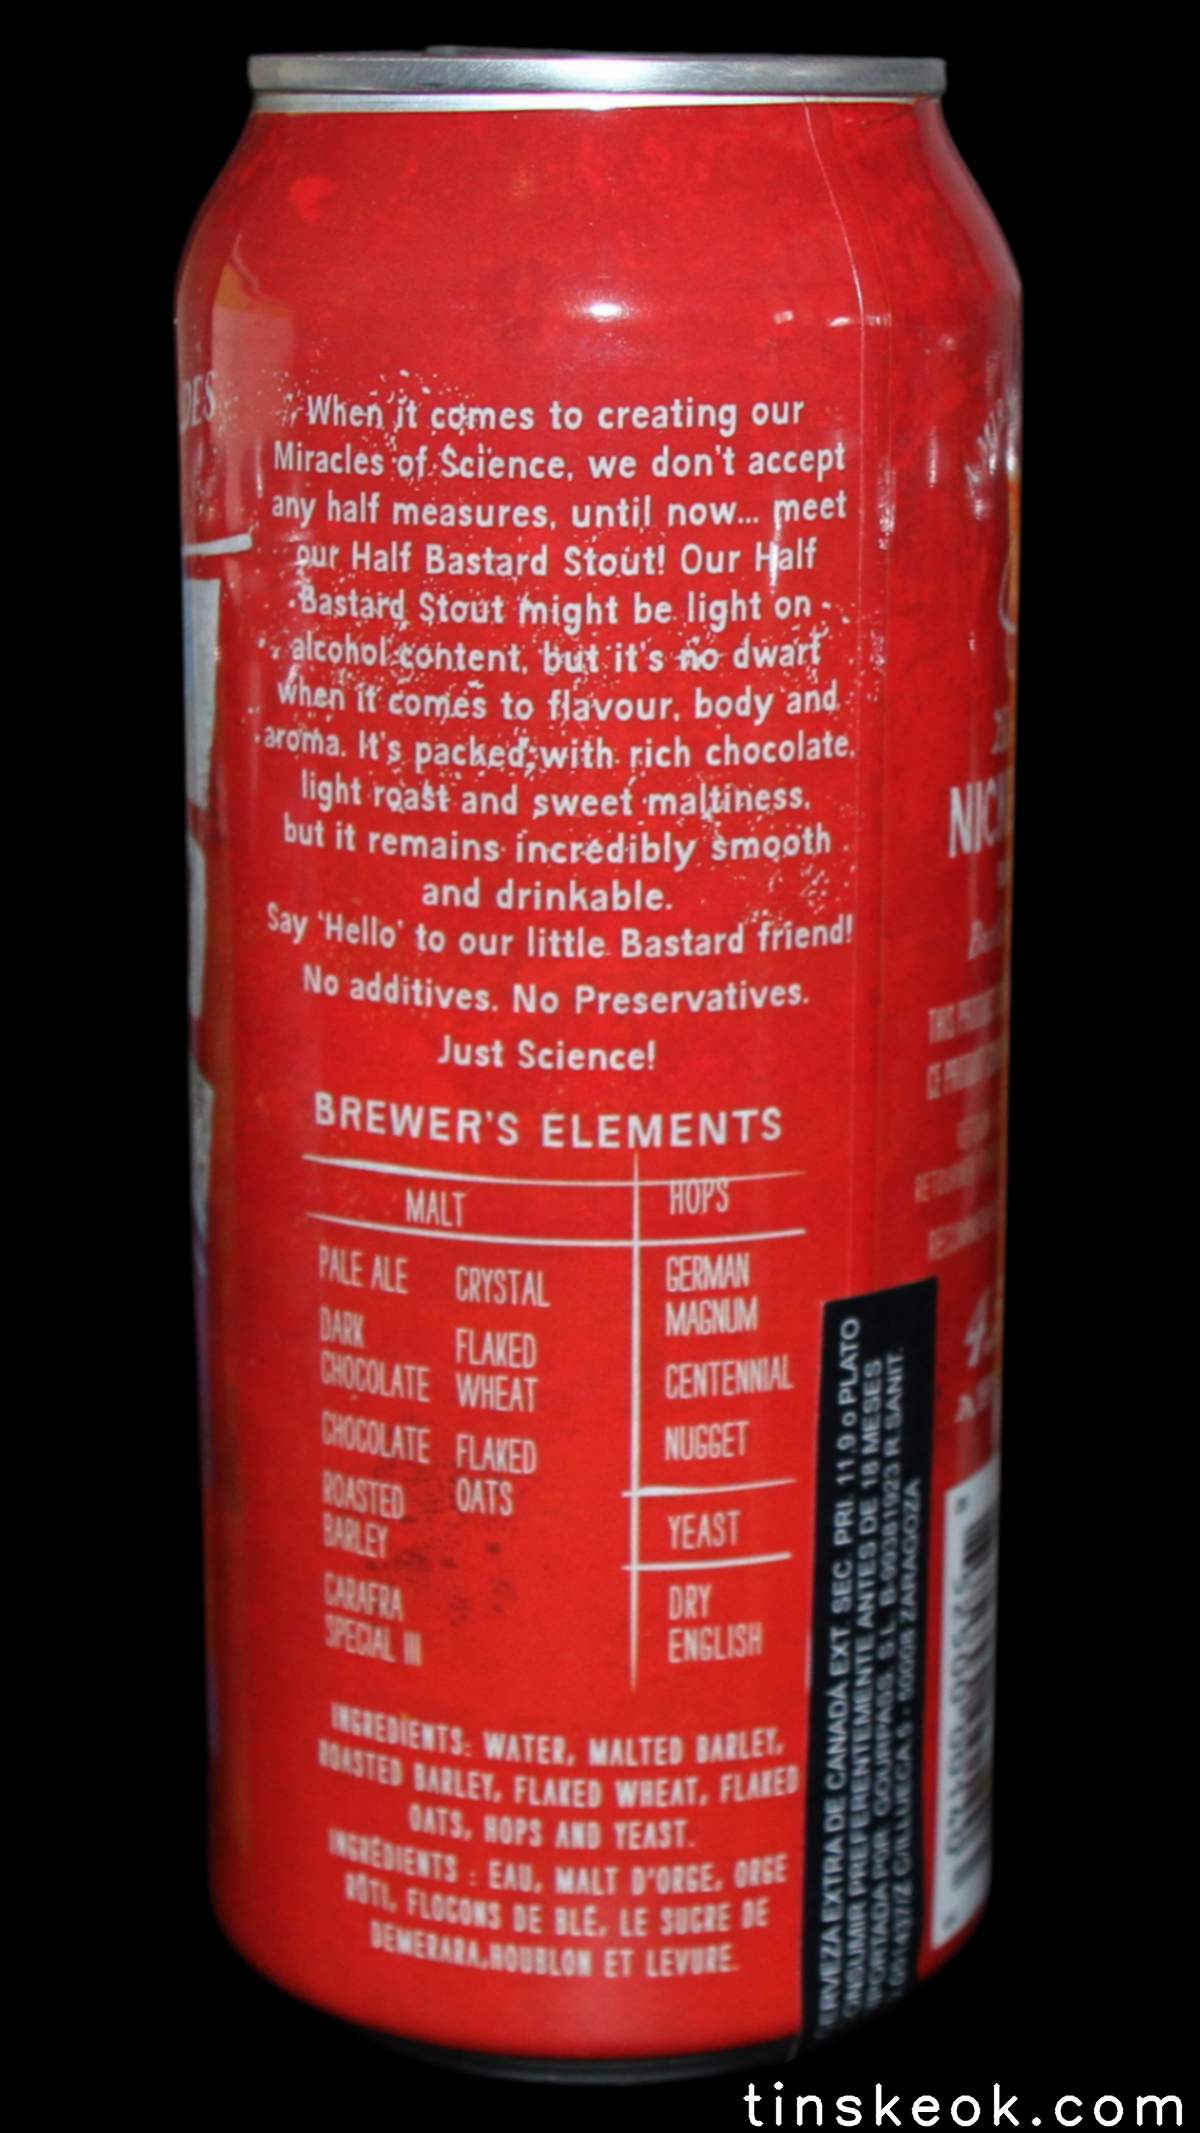 When it comes to creating our
Miracles of Science, we don't accept
any half measures, until now... meet
our Half Bastard Stout! Our Half
Bastard Stout might be light on
alcohol content, but it's no dwarf
when it comes to flavour, body and
aroma. It's packed, with rich chocolate,
light roast and sweet maltiness,
but it remains incredibly smooth
and drinkable.
Say 'Hello' to our little Bastard friend!
No additives. No Preservatives.
Just Science!
BREWER'S ELEMENTS
MALT
PALE ALE
DARK
CHOCOLATE
CHOCOLATE
ROASTED
BARLEY
CARAFRA
SPECIAL III
CRYSTAL
FLAKED
WHEAT
FLAKED
OATS
HOPS
GERMAN
MAGNUM
CENTENNIAL
NUGGET
YEAST
DRY
ENGLISH
INGREDIENTS: WATER, MALTED BARLEY,
ROASTED BARLEY, FLAKED WHEAT, FLAKED
OATS, HOPS AND YEAST.
INGRÉDIENTS : EAU, MALT D'ORGE, ORGE
RÔTI, FLOCONS DE BLÉ, LE SUCRE DE
DEMERARA,HOUBLON ET LEVURE.
CERVEZA EXTRA DE CANADÁ EXT. SEC. PRI. 11,9 o PLATO
CONSUMIR PREFERENTEMENTE ANTES DE 18 MESES
IMPORTADA POR GOURPASS S.L. B-99381923 R.SANIT.
ZARAGOZA
tinskeok.com